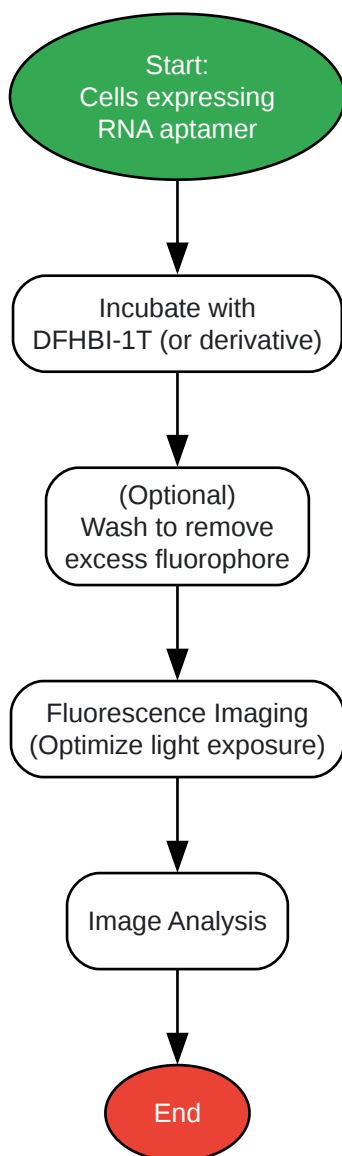 Start:
Cells expressing
RNA aptamer
Incubate with
DFHBI-1T (or derivative)
(Optional)
Wash to remove
excess fluorophore
Fluorescence Imaging
(Optimize light exposure)
Image Analysis
End